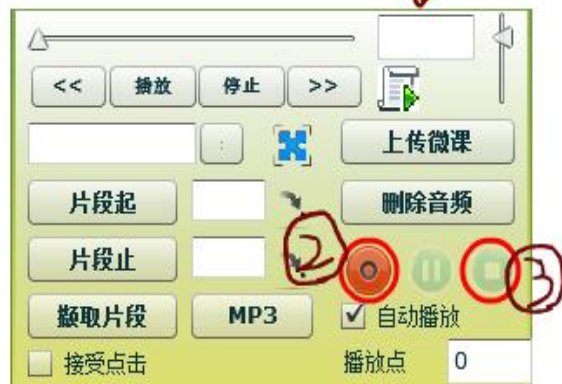 << 播放 停止 >>
: 上传微课
片段起 删除音频
片段止 ② ③
撷取片段 MP3 自动播放
接受点击 播放点 0